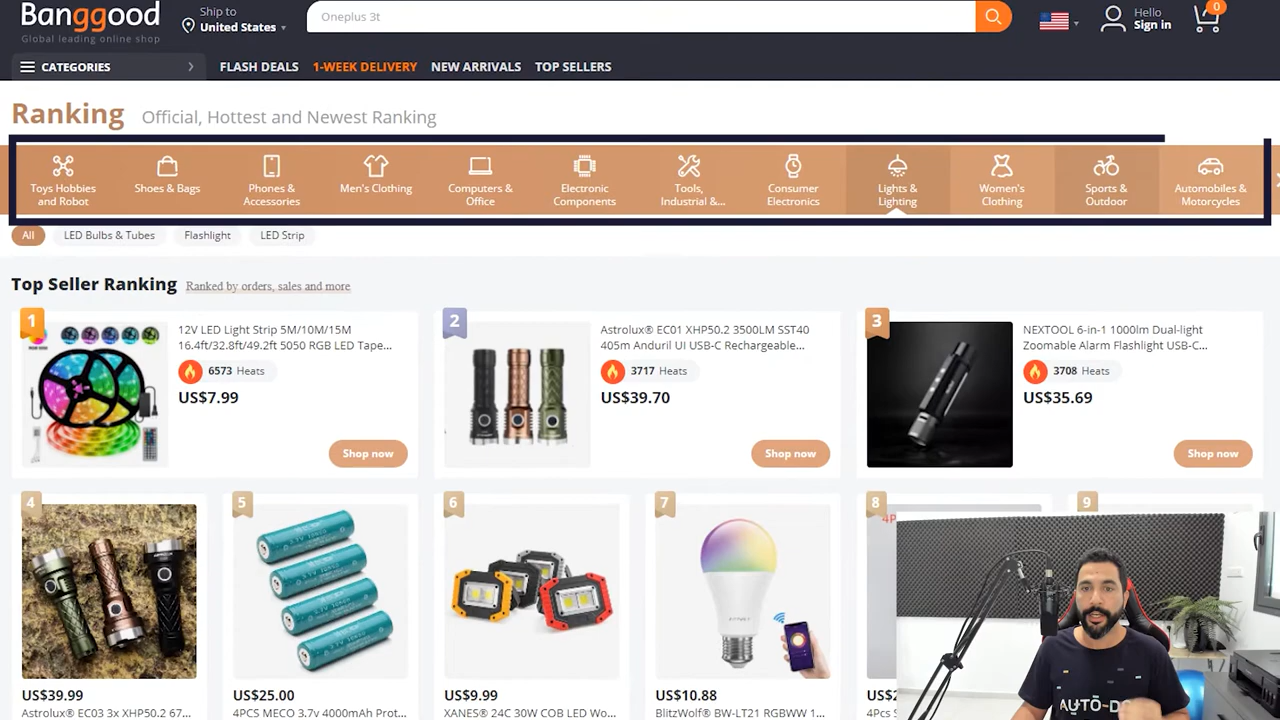 Banggood
Global leading online shop
Ship to
United States
Oneplus 3t
Hello
Sign in
0
CATEGORIES
FLASH DEALS
1-WEEK DELIVERY
NEW ARRIVALS
TOP SELLERS
Ranking
Official, Hottest and Newest Ranking
Toys Hobbies
and Robot
Shoes & Bags
Phones &
Accessories
Men's Clothing
Computers &
Office
Electronic
Components
Tools,
Industrial &...
Consumer
Electronics
Lights &
Lighting
Women's
Clothing
Sports &
Outdoor
Automobiles &
Motorcycles
All
LED Bulbs & Tubes
Flashlight
LED Strip
Top Seller Ranking
Ranked by orders, sales and more
1
12V LED Light Strip 5M/10M/15M
16.4ft/32.8ft/49.2ft 5050 RGB LED Tape...
6573 Heats
US$7.99
Shop now
2
Astrolux® EC01 XHP50.2 3500LM SST40
405m Anduril UI USB-C Rechargeable...
3717 Heats
US$39.70
Shop now
3
NEXTOOL 6-in-1 1000lm Dual-light
Zoomable Alarm Flashlight USB-C...
3708 Heats
US$35.69
Shop now
4
US$39.99
Astrolux® EC03 3x XHP50.2 67...
5
US$25.00
4PCS MECO 3.7v 4000mAh Prot...
6
US$9.99
XANES® 24C 30W COB LED Wo...
7
US$10.88
BlitzWolf® BW-LT21 RGBWW 1...
8
4P
US$2
4PCS S
9
AUTO-DS